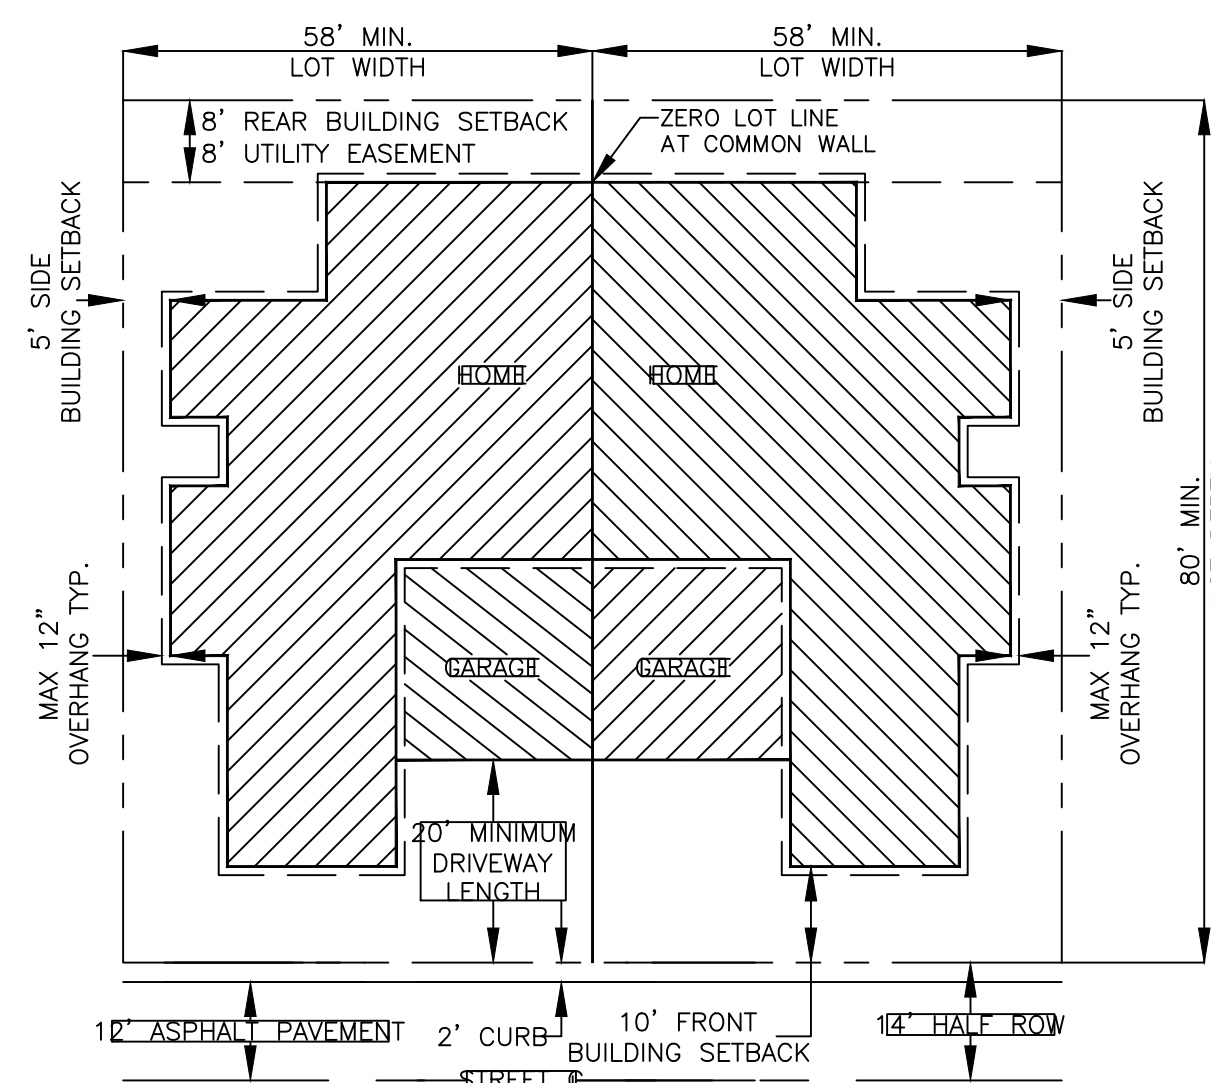 58' MIN.
LOT WIDTH
58' MIN.
LOT WIDTH
8' REAR BUILDING SETBACK
8' UTILITY EASEMENT
ZERO LOT LINE
AT COMMON WALL
5' SIDE
BUILDING SETBACK
5' SIDE
BUILDING SETBACK
HOME
HOME
80' MIN.
MAX 12"
OVERHANG TYP.
MAX 12"
OVERHANG TYP.
GARAGE
GARAGE
20' MINIMUM
DRIVEWAY
LENGTH
12' ASPHALT PAVEMENT
2' CURB
10' FRONT
BUILDING SETBACK
14' HALF ROW
STREET